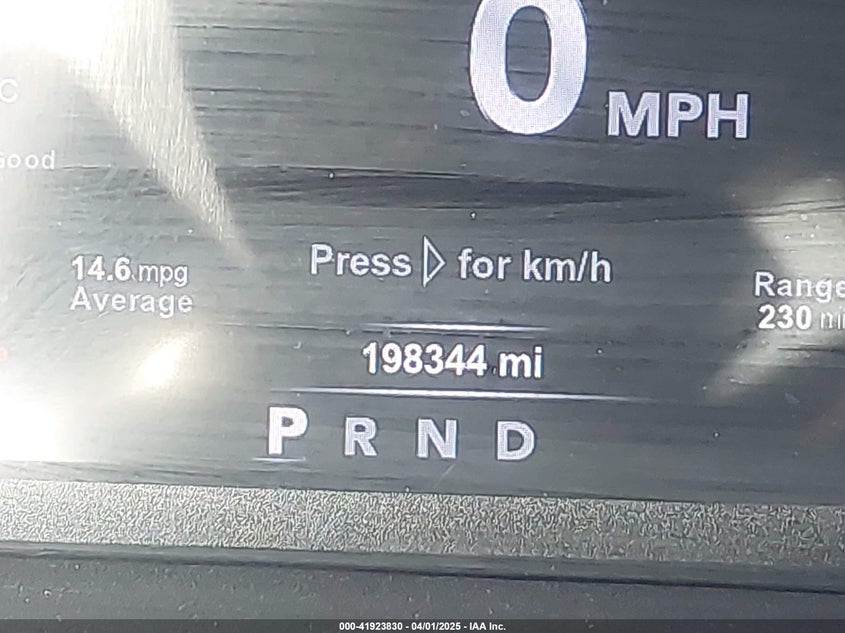 0 MPH
C
Good
14.6 mpg
Average
Press ▷ for km/h
Range
230 mi
198344 mi
P R N D
000-41923830 - 04/01/2025 - IAA Inc.